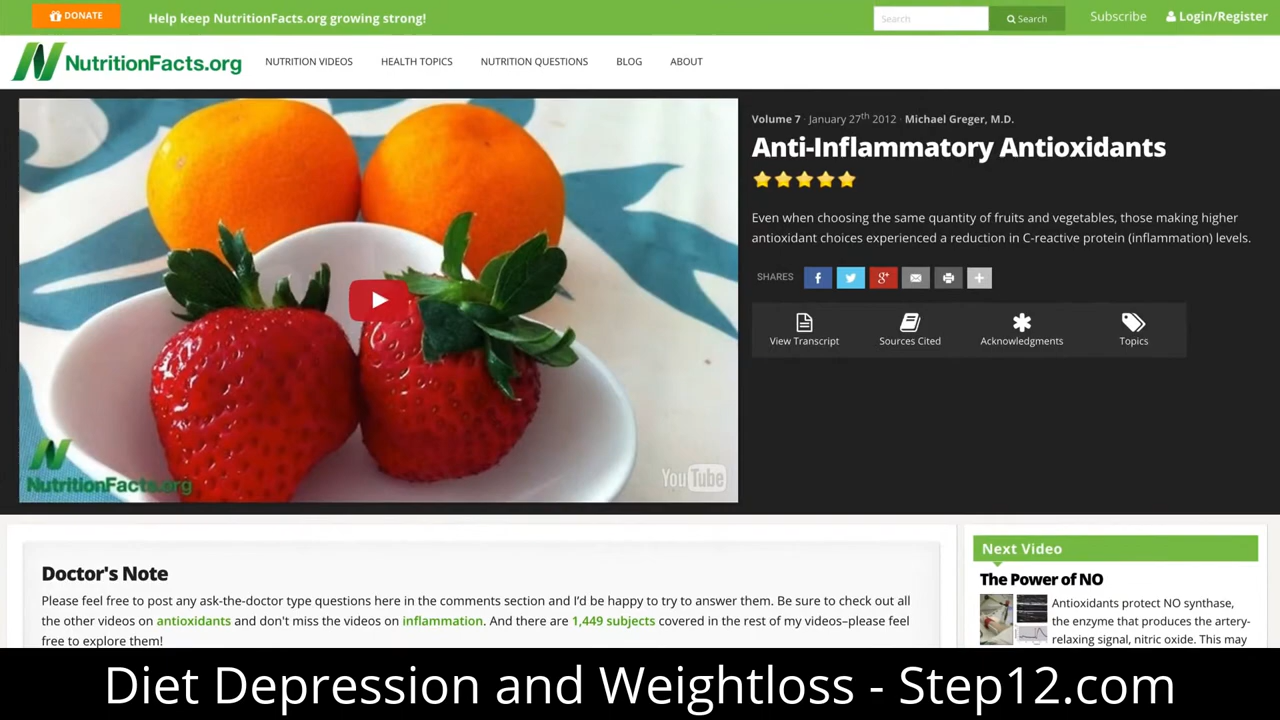 DONATE
Help keep NutritionFacts.org growing strong!
Search
Search
Subscribe
Login/Register
NutritionFacts.org
NUTRITION VIDEOS
HEALTH TOPICS
NUTRITION QUESTIONS
BLOG
ABOUT
Volume 7 · January 27th 2012 · Michael Greger, M.D.
Anti-Inflammatory Antioxidants
Even when choosing the same quantity of fruits and vegetables, those making higher
antioxidant choices experienced a reduction in C-reactive protein (inflammation) levels.
SHARES
View Transcript
Sources Cited
Acknowledgments
Topics
NutritionFacts.org
YouTube
Doctor's Note
Please feel free to post any ask-the-doctor type questions here in the comments section and I'd be happy to try to answer them. Be sure to check out all
the other videos on antioxidants and don't miss the videos on inflammation. And there are 1,449 subjects covered in the rest of my videos–please feel
free to explore them!
Next Video
The Power of NO
Antioxidants protect NO synthase,
the enzyme that produces the artery-
relaxing signal, nitric oxide. This may
Diet Depression and Weightloss - Step12.com